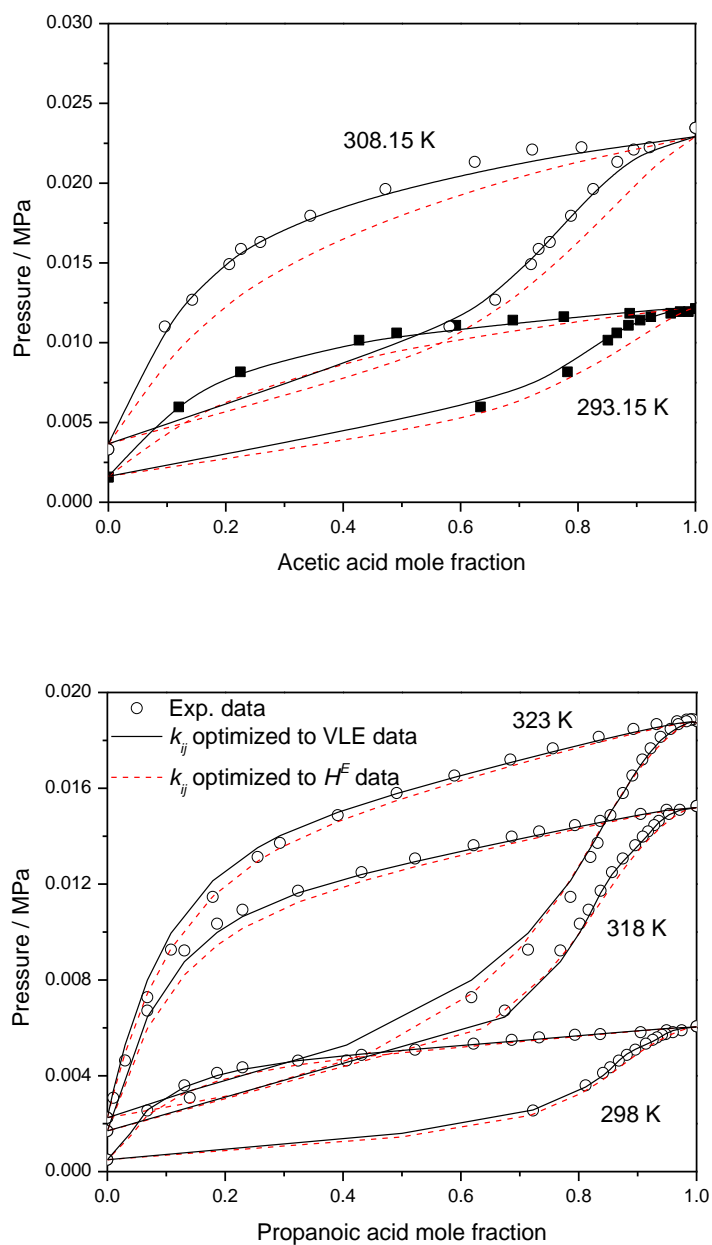 0.030
0.025
0.020
0.015
0.010
0.005
0.000
Pressure / MPa
308.15 K
293.15 K
0.0 0.2 0.4 0.6 0.8 1.0
Acetic acid mole fraction
0.020
0.016
0.012
0.008
0.004
0.000
Pressure / MPa
Exp. data
k_ij optimized to VLE data
k_ij optimized to H^E data
323 K
318 K
298 K
0.0 0.2 0.4 0.6 0.8 1.0
Propanoic acid mole fraction